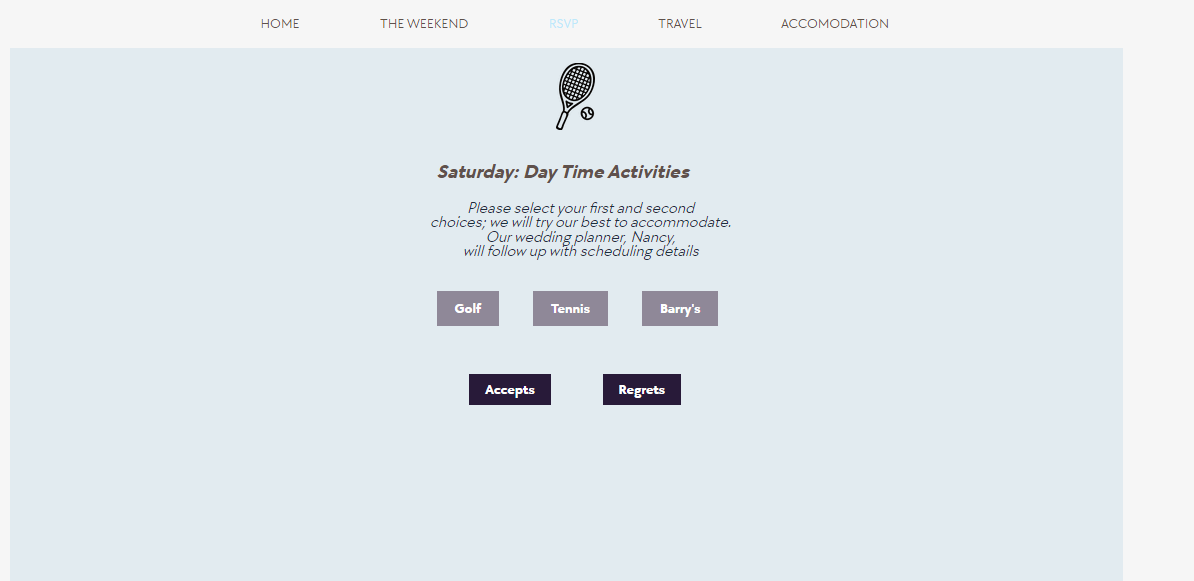 HOME THE WEEKEND RSVP TRAVEL ACCOMODATION
Saturday: Day Time Activities
Please select your first and second
choices; we will try our best to accommodate.
Our wedding planner, Nancy,
will follow up with scheduling details
Golf Tennis Barry's
Accepts Regrets